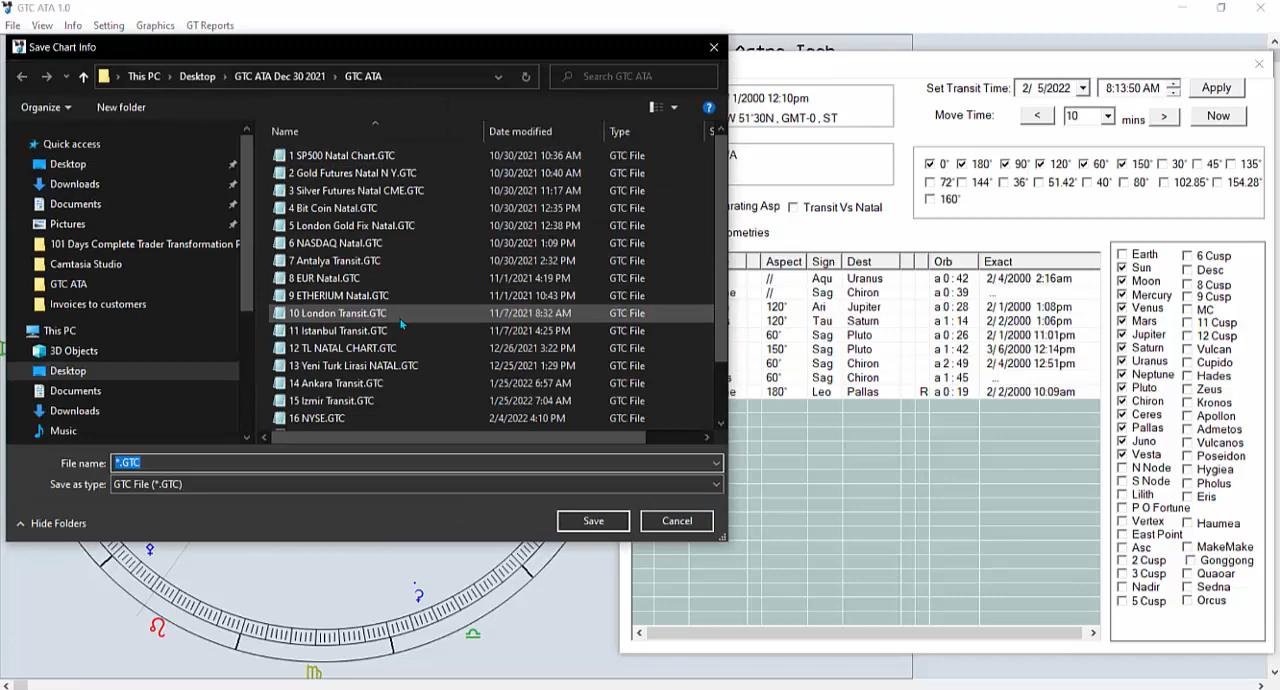 GTC ATA 1.0
File View Info Setting Graphics GT Reports
Save Chart Info
This PC > Desktop > GTC ATA Dec 30 2021 > GTC ATA
Search GTC ATA
Organize
New folder
Quick access
Desktop
Downloads
Documents
Pictures
101 Days Complete Trader Transformation P
Camtasia Studio
GTC ATA
Invoices to customers
This PC
3D Objects
Desktop
Documents
Downloads
Music
Name Date modified Type
1 SP500 Natal Chart.GTC 10/30/2021 10:36 AM GTC File
2 Gold Futures Natal N Y.GTC 10/30/2021 10:40 AM GTC File
3 Silver Futures Natal CME.GTC 10/30/2021 11:17 AM GTC File
4 Bit Coin Natal.GTC 10/30/2021 12:35 PM GTC File
5 London Gold Fix Natal.GTC 10/30/2021 12:38 PM GTC File
6 NASDAQ Natal.GTC 10/30/2021 1:09 PM GTC File
7 Antalya Transit.GTC 10/30/2021 2:32 PM GTC File
8 EUR Natal.GTC 11/1/2021 4:19 PM GTC File
9 ETHERIUM Natal.GTC 11/1/2021 10:43 PM GTC File
10 London Transit.GTC 11/7/2021 8:32 AM GTC File
11 Istanbul Transit.GTC 11/7/2021 4:25 PM GTC File
12 TL NATAL CHART.GTC 12/26/2021 3:22 PM GTC File
13 Yeni Turk Lirasi NATAL.GTC 12/25/2021 1:29 PM GTC File
14 Ankara Transit.GTC 1/25/2022 6:57 AM GTC File
15 Izmir Transit.GTC 1/25/2022 7:04 AM GTC File
16 NYSE.GTC 2/4/2022 4:10 PM GTC File
File name: *.GTC
Save as type: GTC File (*.GTC)
Hide Folders
Save Cancel
1/2000 12:10pm
W 51°30N , GMT-0 , ST
Set Transit Time: 2/ 5/2022 8:13:50 AM Apply
Move Time: < 10 mins > Now
0° 180° 90° 120° 60° 150° 30° 45° 135°
72° 144° 36° 51.42° 40° 80° 102.85° 154.28°
160°
rating Asp Transit Vs Natal
ometries
Aspect Sign Dest Orb Exact
// Aqu Uranus a 0 : 42 2/ 4/2000 2:16am
// Sag Chiron a 0 : 39 ...
120° Ari Jupiter a 0 : 28 2/ 1/2000 1:08pm
120° Tau Saturn a 1 : 14 2/ 2/2000 1:06pm
60° Sag Pluto a 0 : 26 2/ 1/2000 11:01pm
150° Sag Pluto a 1 : 42 3/ 6/2000 12:14pm
60° Sag Chiron a 2 : 49 2/ 4/2000 12:51pm
60° Sag Chiron a 1 : 45 ...
180° Leo Pallas R a 0 : 19 2/ 2/2000 10:09am
Earth
Sun
Moon
Mercury
Venus
Mars
Jupiter
Saturn
Uranus
Neptune
Pluto
Chiron
Ceres
Pallas
Juno
Vesta
N Node
S Node
Lilith
P O Fortune
Vertex
East Point
Asc
2 Cusp
3 Cusp
Nadir
5 Cusp
6 Cusp
Desc
8 Cusp
9 Cusp
MC
11 Cusp
12 Cusp
Vulcan
Cupido
Hades
Zeus
Kronos
Apollon
Admetos
Vulcanos
Poseidon
Hygiea
Pholus
Eris
Haumea
MakeMake
Gonggong
Quaoar
Sedna
Orcus